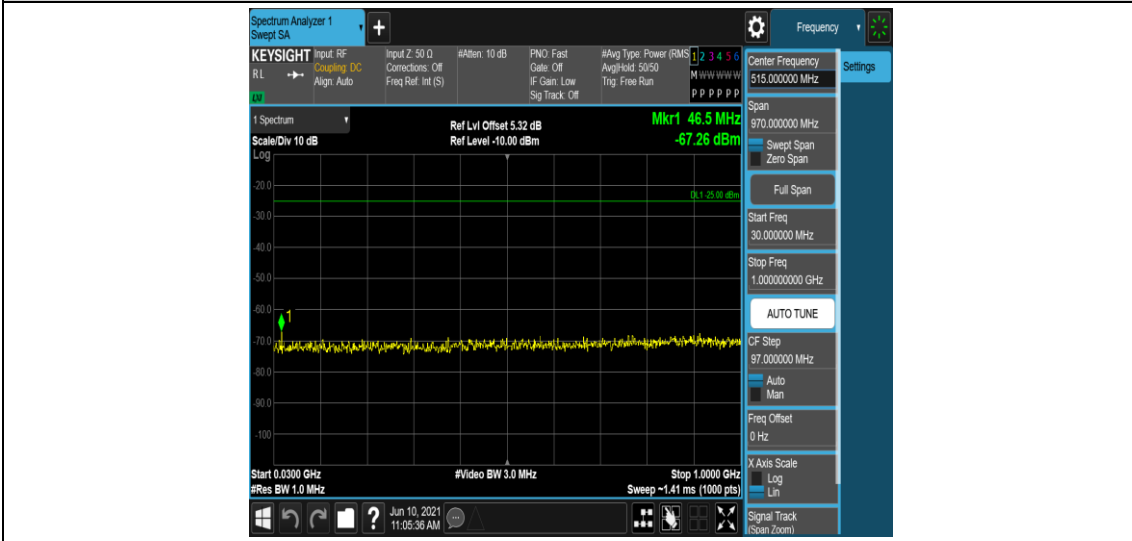 Spectrum Analyzer 1
Swept SA
Frequency
KEYSIGHT
Input: RF
Coupling: DC
Align: Auto
Input Z: 50 Ω
Corrections: Off
Freq Ref: Int (S)
#Atten: 10 dB
PNO: Fast
Gate: Off
IF Gain: Low
Sig Track: Off
#Avg Type: Power (RMS
Avg|Hold: 50/50
Trig: Free Run
1 2 3 4 5 6
M W W W W W
P P P P P P
R L
Center Frequency
515.000000 MHz
Settings
1 Spectrum
Scale/Div 10 dB
Log
Ref Lvl Offset 5.32 dB
Ref Level -10.00 dBm
Mkr1 46.5 MHz
-67.26 dBm
Span
970.000000 MHz
Swept Span
Zero Span
Full Span
Start Freq
30.000000 MHz
Stop Freq
1.000000000 GHz
AUTO TUNE
CF Step
97.000000 MHz
Auto
Man
Freq Offset
0 Hz
X Axis Scale
Log
Lin
Signal Track
(Span Zoom)
DL1 -25.00 dBm
-20.0
-30.0
-40.0
-50.0
-60.0
1
-70.0
-80.0
-90.0
-100
Start 0.0300 GHz
#Res BW 1.0 MHz
#Video BW 3.0 MHz
Stop 1.0000 GHz
Sweep ~1.41 ms (1000 pts)
Jun 10, 2021
11:05:36 AM